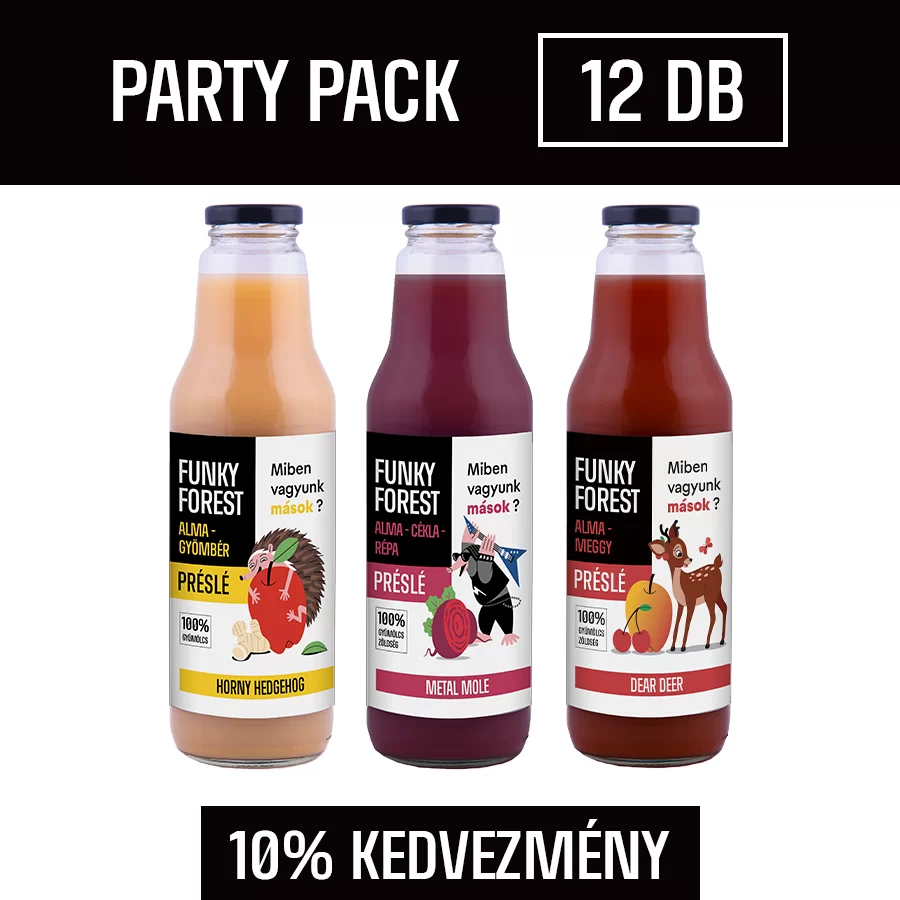 PARTY PACK
12 DB
FUNKY
FOREST
ALMA -
GYÖMBÉR
PRÉSLÉ
Miben
vagyunk
mások ?
100%
GYÜMÖLCS
HORNY HEDGEHOG
FUNKY
FOREST
ALMA - CÉKLA -
RÉPA
PRÉSLÉ
Miben
vagyunk
mások ?
100%
GYÜMÖLCS
ZÖLDSÉG
METAL MOLE
FUNKY
FOREST
ALMA -
MEGGY
PRÉSLÉ
Miben
vagyunk
mások ?
100%
GYÜMÖLCS
ZÖLDSÉG
DEAR DEER
10% KEDVEZMÉNY